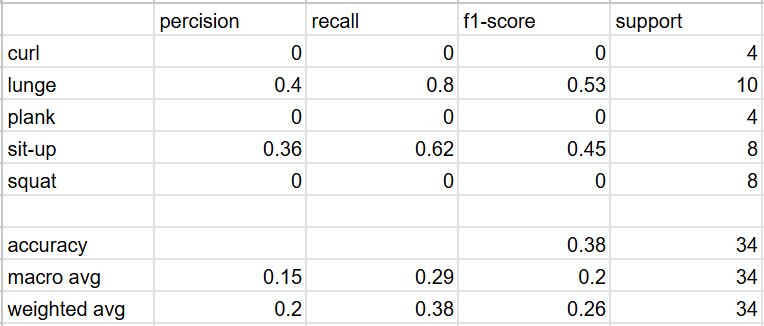 percision recall f1-score support
curl 0 0 0 4
lunge 0.4 0.8 0.53 10
plank 0 0 0 4
sit-up 0.36 0.62 0.45 8
squat 0 0 0 8
accuracy 0.38 34
macro avg 0.15 0.29 0.2 34
weighted avg 0.2 0.38 0.26 34